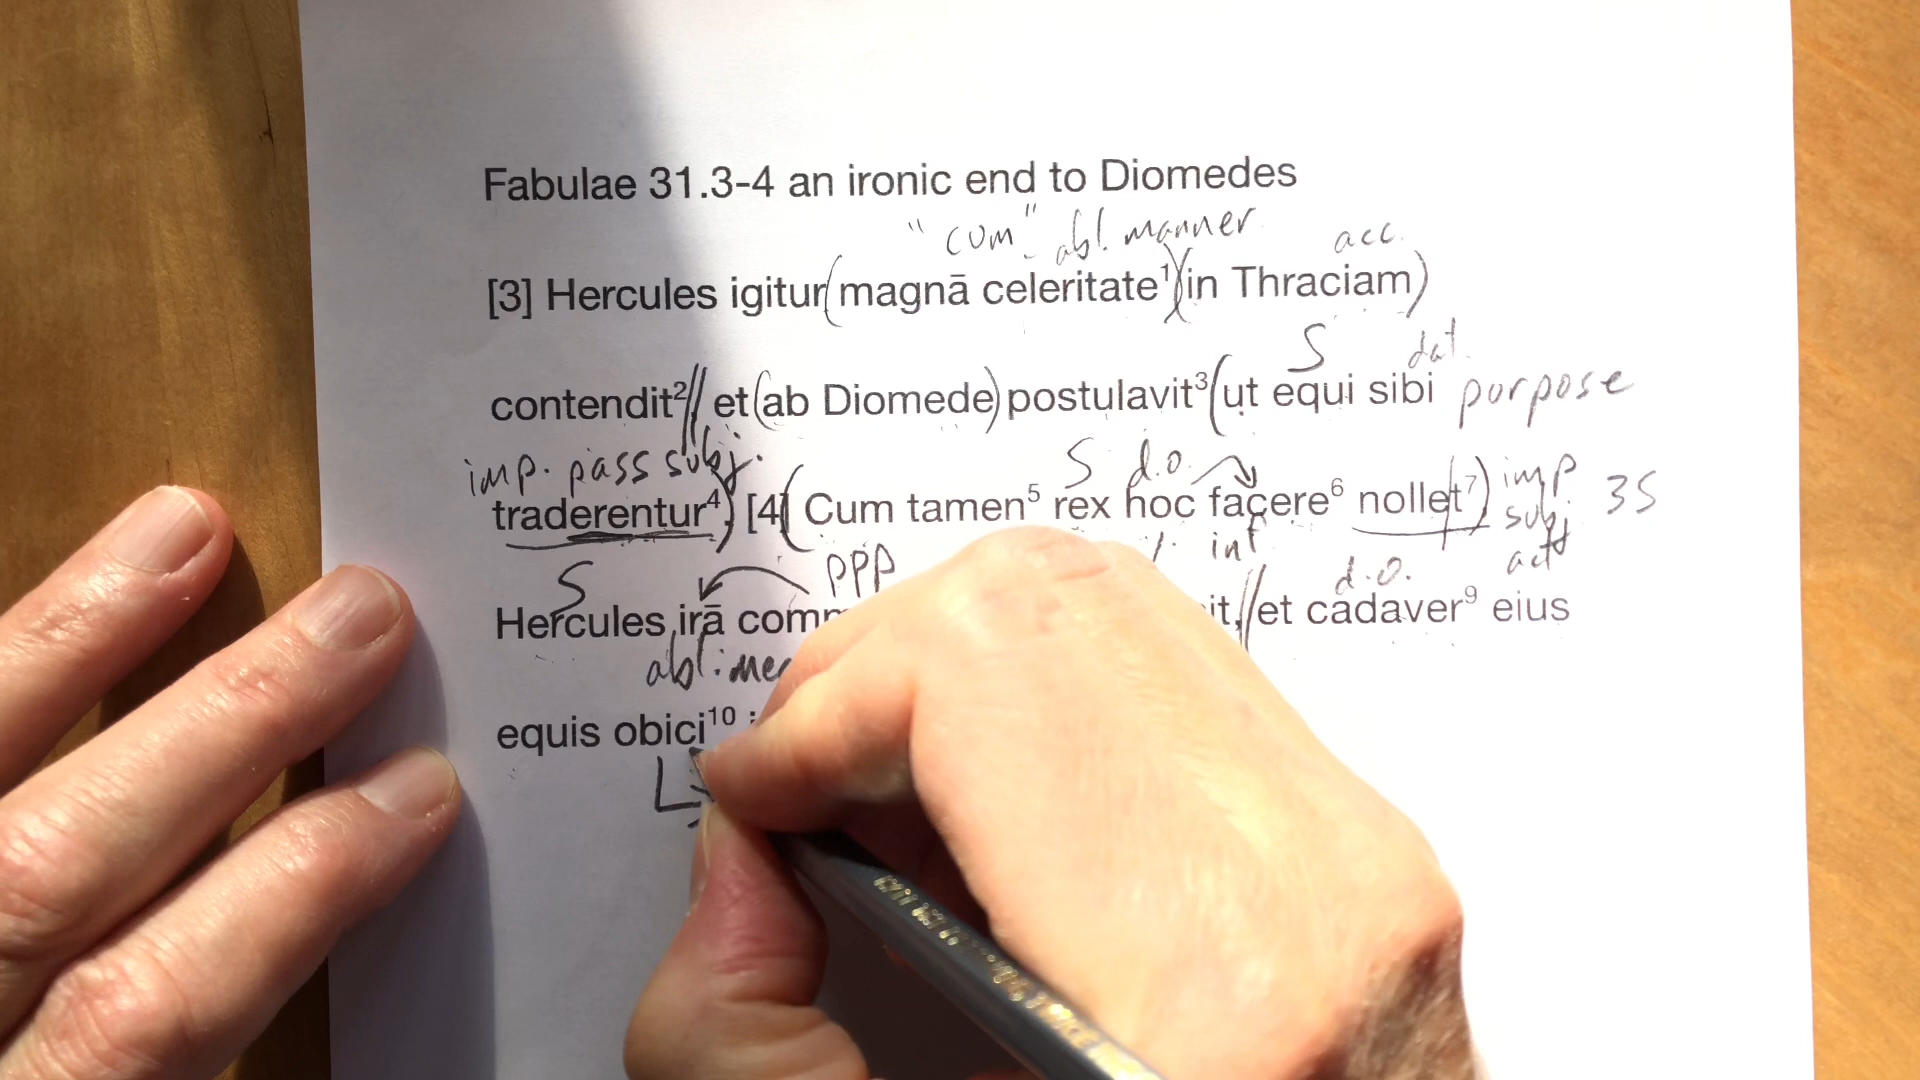 Fabulae 31.3-4 an ironic end to Diomedes
"cum" abl. manner acc.
[3] Hercules igitur (magnā celeritate¹) (in Thraciam)
S dat.
contendit², // et (ab Diomede) postulavit³ (ut equi sibi purpose
imp. pass subj. S d.o. imp
traderentur⁴). [4] (Cum tamen⁵ rex hoc facere⁶ nollet⁷) subj 3S
S PPP inf d.o. act
Hercules, irā it, // et cadaver⁹ eius
abl.
equis obici¹⁰